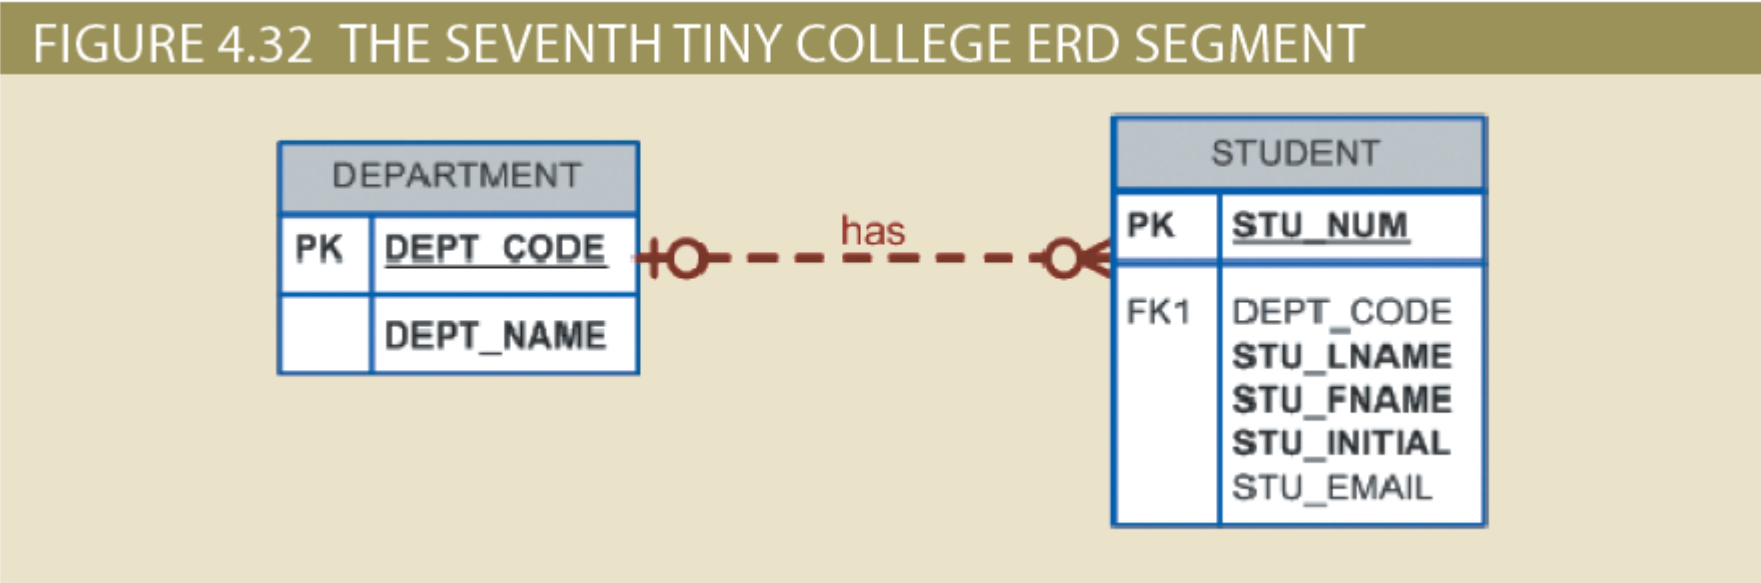 FIGURE 4.32 THE SEVENTH TINY COLLEGE ERD SEGMENT
DEPARTMENT
PK DEPT_CODE
DEPT_NAME
has
STUDENT
PK STU_NUM
FK1 DEPT_CODE
STU_LNAME
STU_FNAME
STU_INITIAL
STU_EMAIL